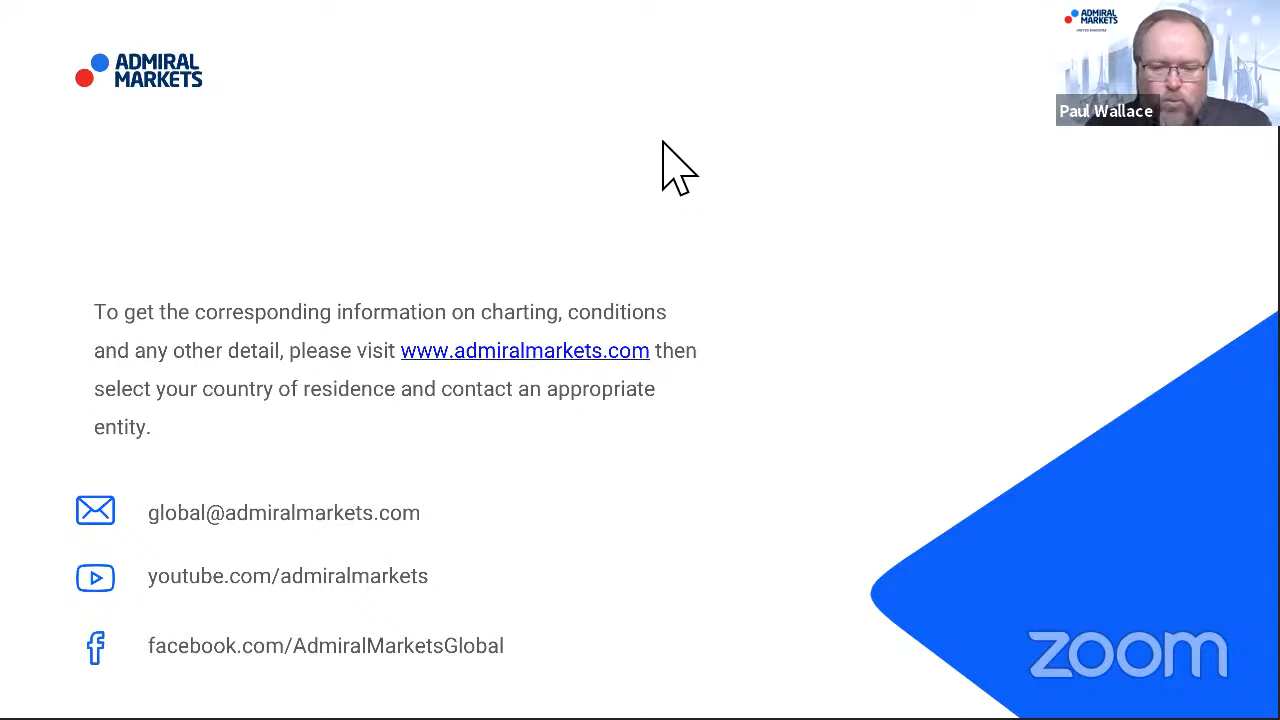 ADMIRAL
MARKETS
ADMIRAL
MARKETS
UNITED KINGDOM
Paul Wallace
To get the corresponding information on charting, conditions
and any other detail, please visit www.admiralmarkets.com then
select your country of residence and contact an appropriate
entity.
global@admiralmarkets.com
youtube.com/admiralmarkets
facebook.com/AdmiralMarketsGlobal
zoom